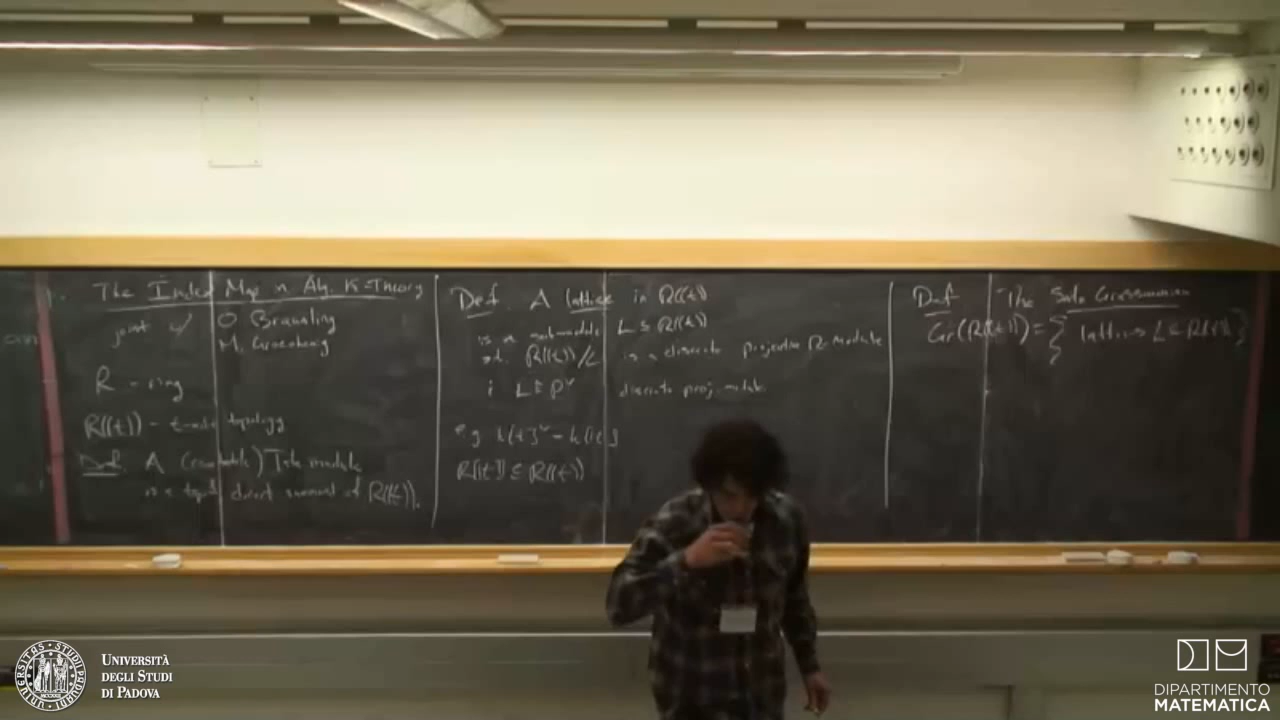 The Index Map in Alg. K-Theory
joint w/ O. Braunling
M. Groechenig
R - ring
R((t)) - t-adic topology
Def. A (countable) Tate module
is a top'l direct summand of R((t)).
Def. A lattice in R((t))
is a submodule L ⊆ R((t))
s.t. R((t))/L is a discrete projective R-module
L ≅ P^∨ discrete proj. module
e.g. k[t]^∨ = k[[t]]
R[[t]] ⊆ R((t))
Def The Sato Grassmannian
Gr(R((t))) = { lattices L ⊆ R((t)) }
UNIVERSITÀ
DEGLI STUDI
DI PADOVA
DIPARTIMENTO
MATEMATICA